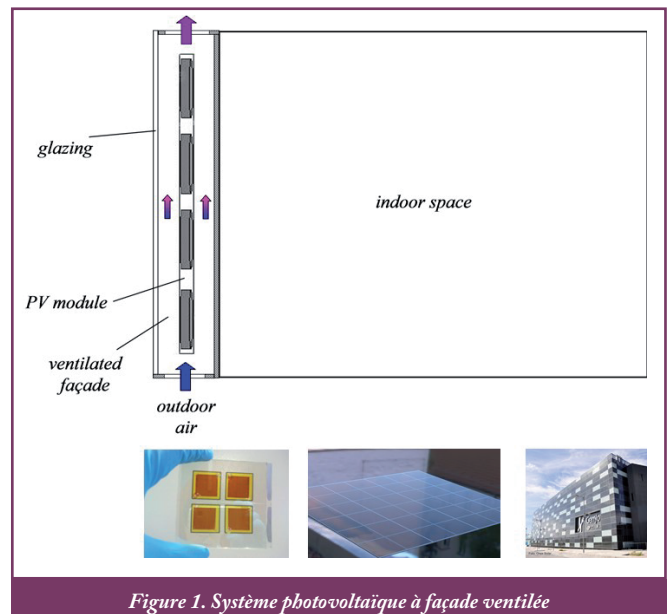 glazing
indoor space
PV module
ventilated
façade
outdoor
air
Figure 1. Système photovoltaïque à façade ventilée